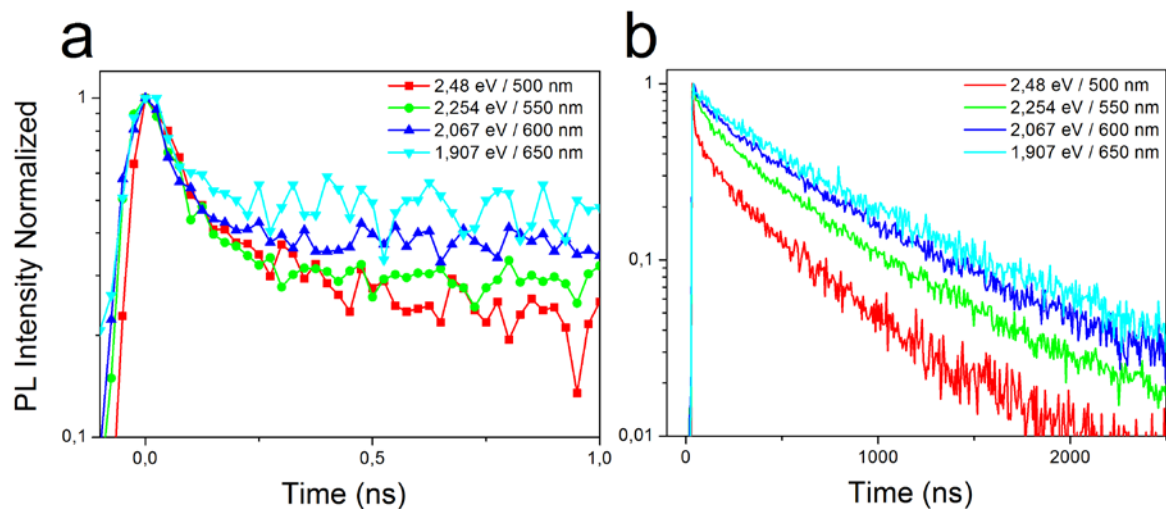 a
PL Intensity Normalized
1
0,1
2,48 eV / 500 nm
2,254 eV / 550 nm
2,067 eV / 600 nm
1,907 eV / 650 nm
0,0
0,5
1,0
Time (ns)
b
1
0,1
0,01
2,48 eV / 500 nm
2,254 eV / 550 nm
2,067 eV / 600 nm
1,907 eV / 650 nm
0
1000
2000
Time (ns)